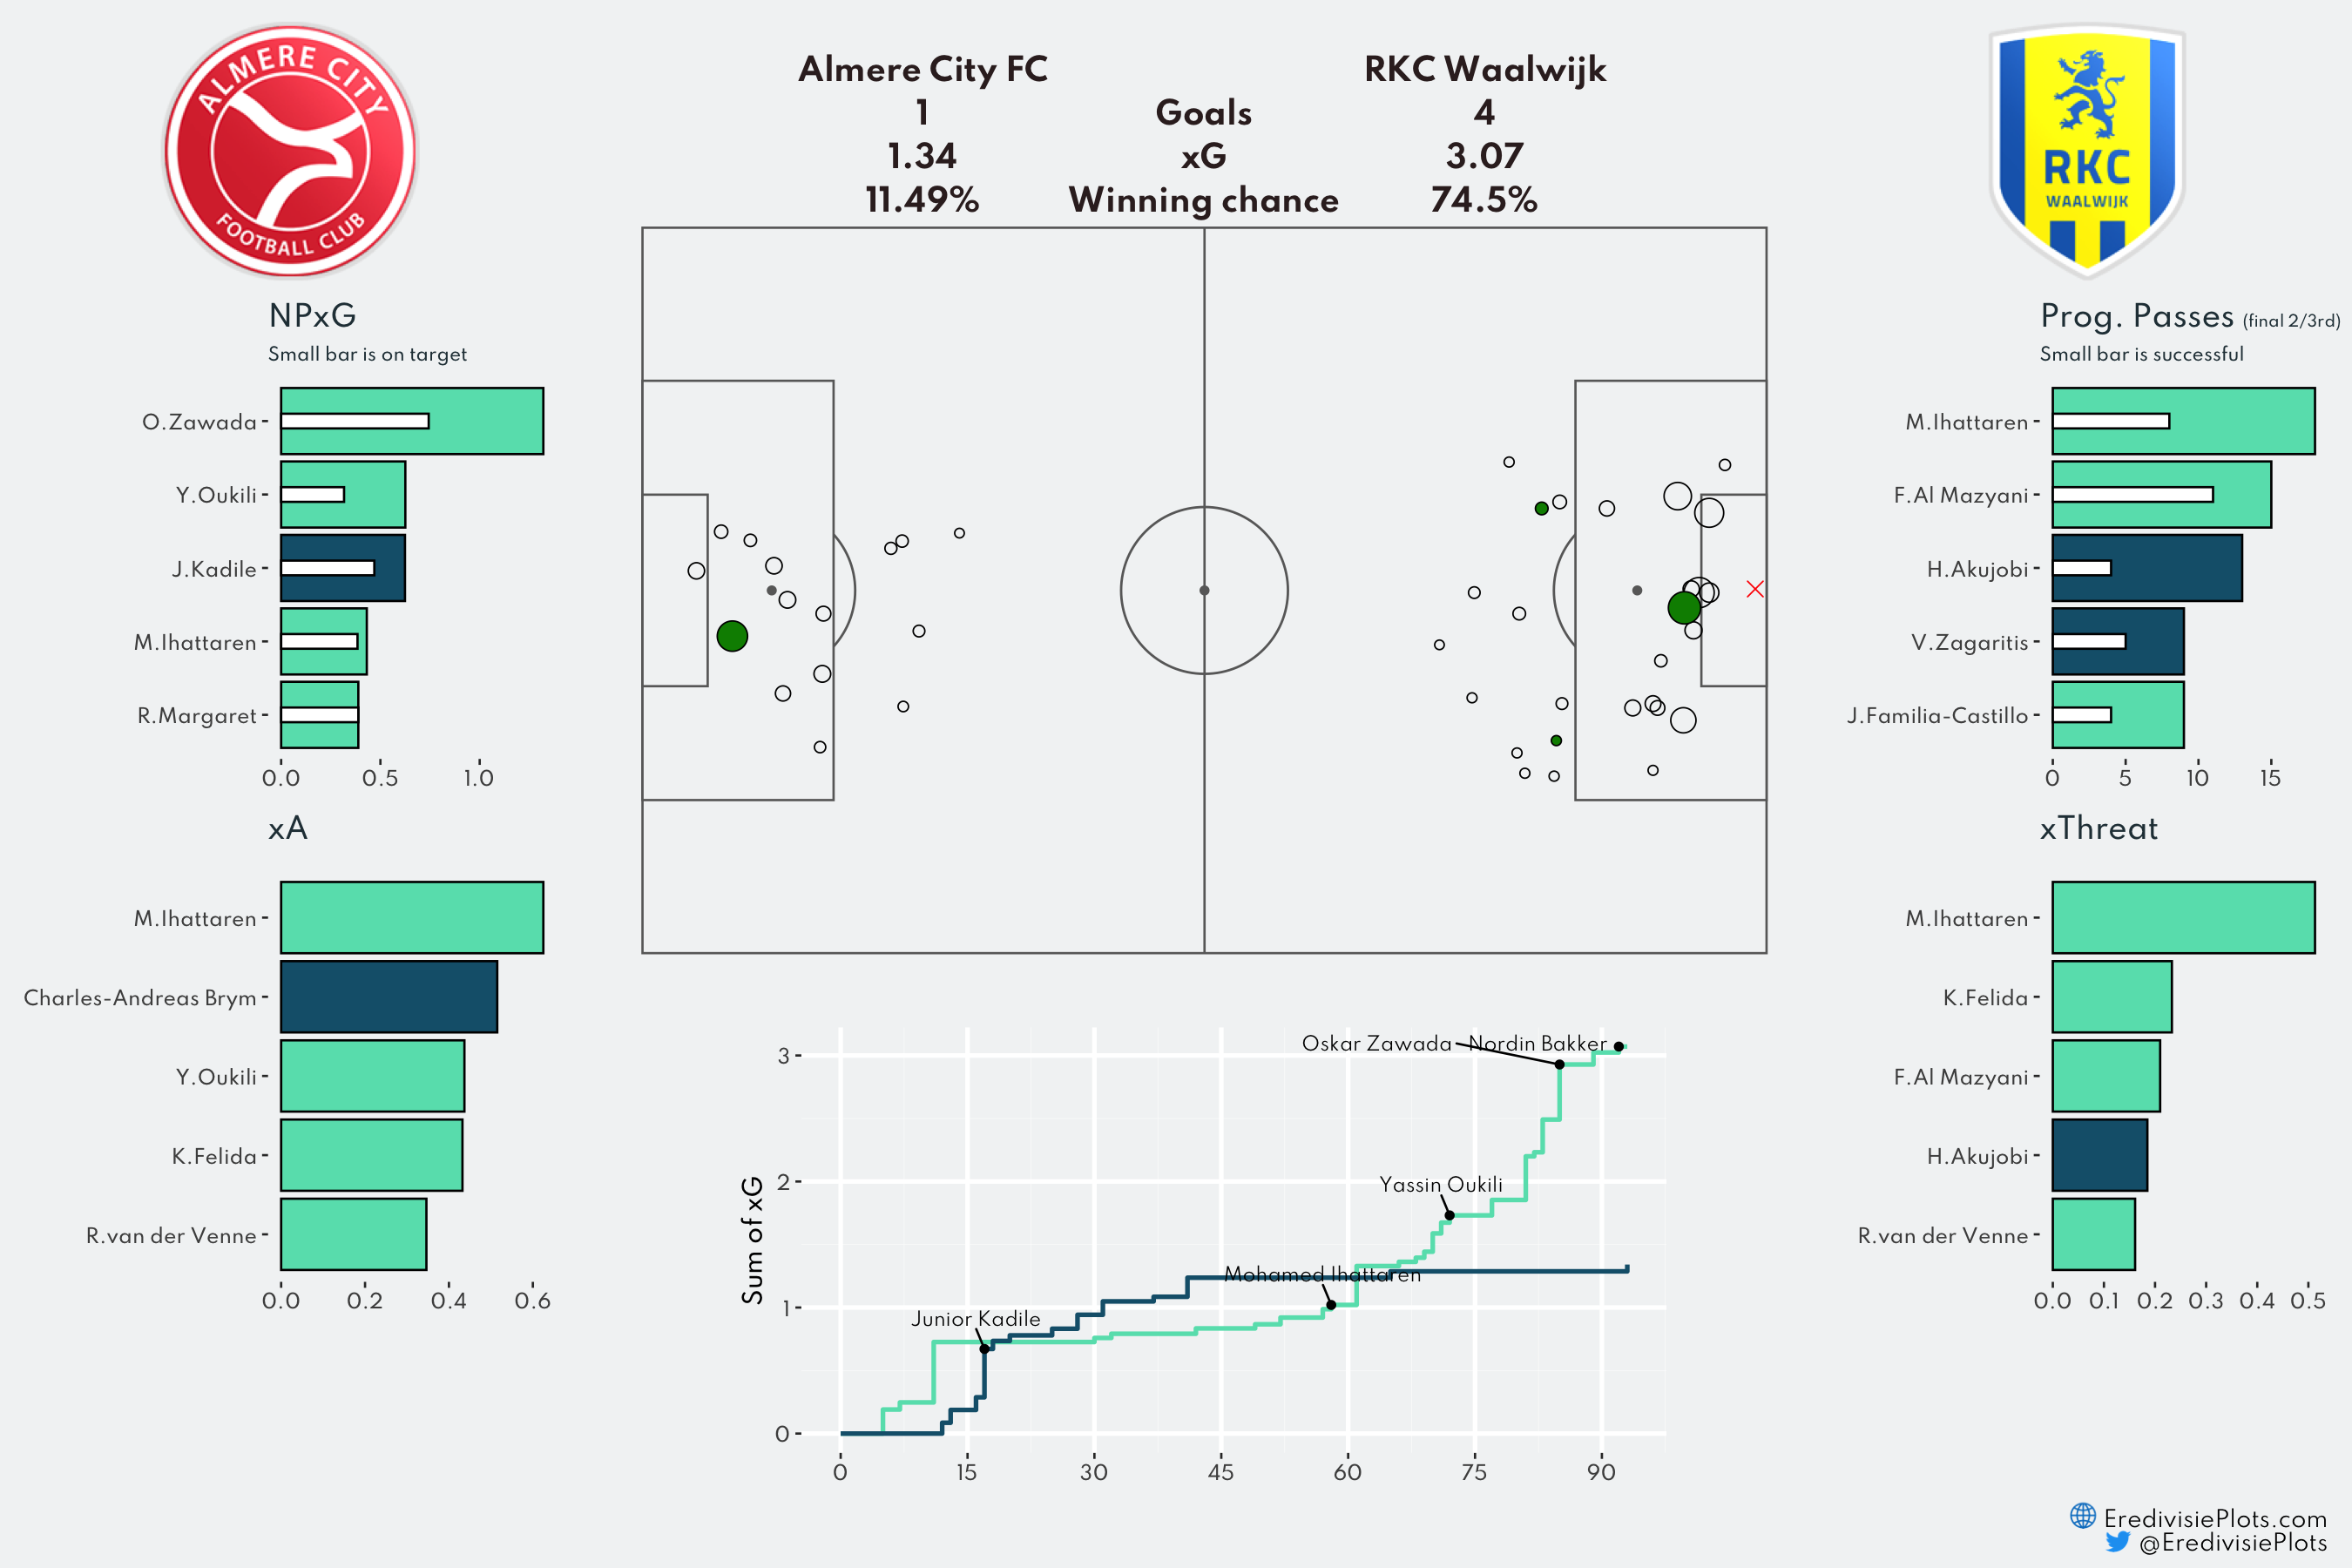 ALMERE CITY
FOOTBALL CLUB
Almere City FC RKC Waalwijk
1 Goals 4
1.34 xG 3.07
11.49% Winning chance 74.5%
RKC
WAALWIJK
NPxG
Small bar is on target
O.Zawada
Y.Oukili
J.Kadile
M.Ihattaren
R.Margaret
0.0 0.5 1.0
Prog. Passes (final 2/3rd)
Small bar is successful
M.Ihattaren
F.Al Mazyani
H.Akujobi
V.Zagaritis
J.Familia-Castillo
0 5 10 15
xA
M.Ihattaren
Charles-Andreas Brym
Y.Oukili
K.Felida
R.van der Venne
0.0 0.2 0.4 0.6
Sum of xG
3
2
1
0
Oskar Zawada Nordin Bakker
Yassin Oukili
Mohamed Ihattaren
Junior Kadile
0 15 30 45 60 75 90
xThreat
M.Ihattaren
K.Felida
F.Al Mazyani
H.Akujobi
R.van der Venne
0.0 0.1 0.2 0.3 0.4 0.5
EredivisiePlots.com
@EredivisiePlots